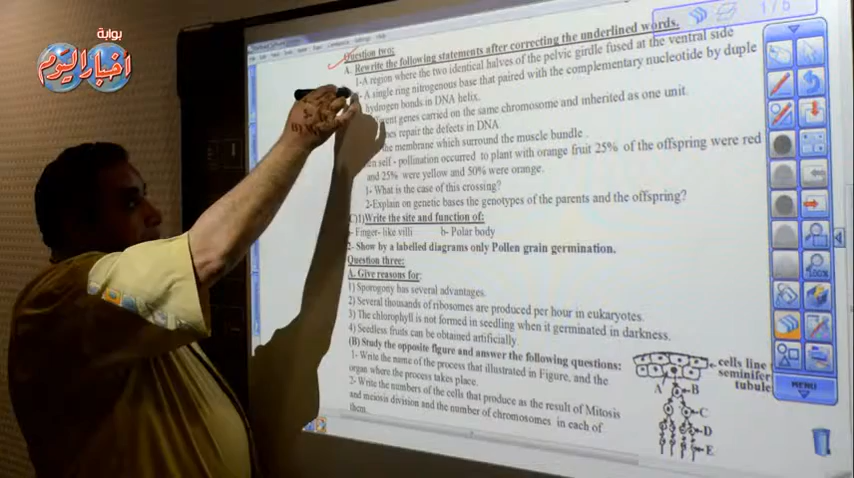 بوابة
أخبار اليوم
1/5
Question two:
A. Rewrite the following statements after correcting the underlined words.
1-A region where the two identical halves of the pelvic girdle fused at the ventral side
- A single ring nitrogenous base that paired with the complementary nucleotide by duple
hydrogen bonds in DNA helix.
genes carried on the same chromosome and inherited as one unit.
repair the defects in DNA
the membrane which surround the muscle bundle .
self - pollination occurred to plant with orange fruit 25% of the offspring were red
and 25% were yellow and 50% were orange.
1- What is the case of this crossing?
2-Explain on genetic bases the genotypes of the parents and the offspring?
C(1)Write the site and function of:
- Finger- like villi b- Polar body
2- Show by a labelled diagrams only Pollen grain germination.
Question three:
A. Give reasons for:
1) Sporogony has several advantages.
2) Several thousands of ribosomes are produced per hour in eukaryotes.
3) The chlorophyll is not formed in seedling when it germinated in darkness.
4) Seedless fruits can be obtained artificially.
(B) Study the opposite figure and answer the following questions:
1- Write the name of the process that illustrated in Figure, and the
organ where the process takes place.
2- Write the numbers of the cells that produce as the result of Mitosis
and meiosis division and the number of chromosomes in each of
them.
cells line
seminifer
tubule
A
B
C
D
E
100%
MENU